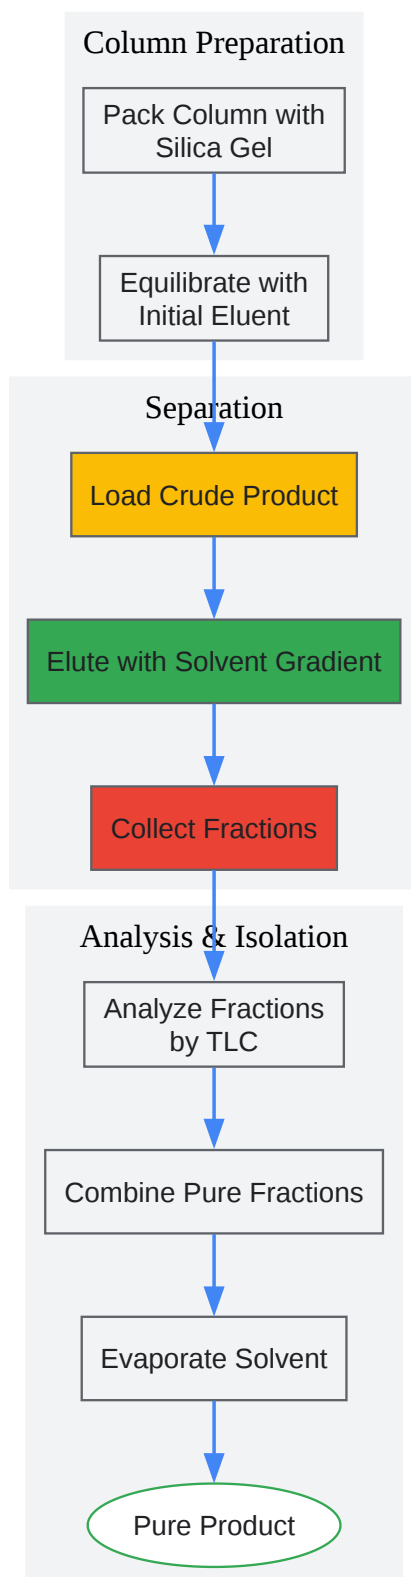 Column Preparation
Pack Column with
Silica Gel
Equilibrate with
Initial Eluent
Separation
Load Crude Product
Elute with Solvent Gradient
Collect Fractions
Analysis & Isolation
Analyze Fractions
by TLC
Combine Pure Fractions
Evaporate Solvent
Pure Product